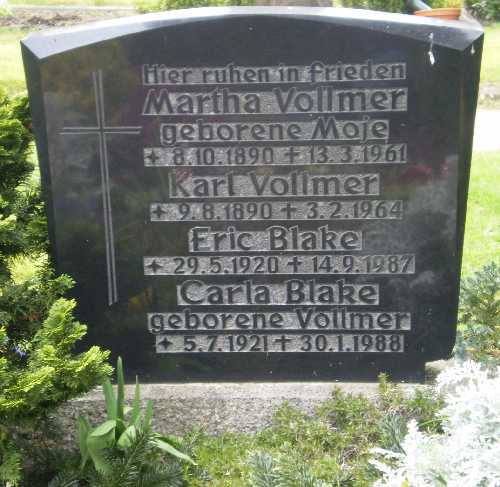 Hier ruhen in Frieden
Martha Vollmer
geborene Moje
✦ 8.10.1890 ✝ 13.3.1961
Karl Vollmer
✦ 9.8.1890 ✝ 3.2.1964
Eric Blake
✦ 29.5.1920 ✝ 14.9.1987
Carla Blake
geborene Vollmer
✦ 5.7.1921 ✝ 30.1.1988